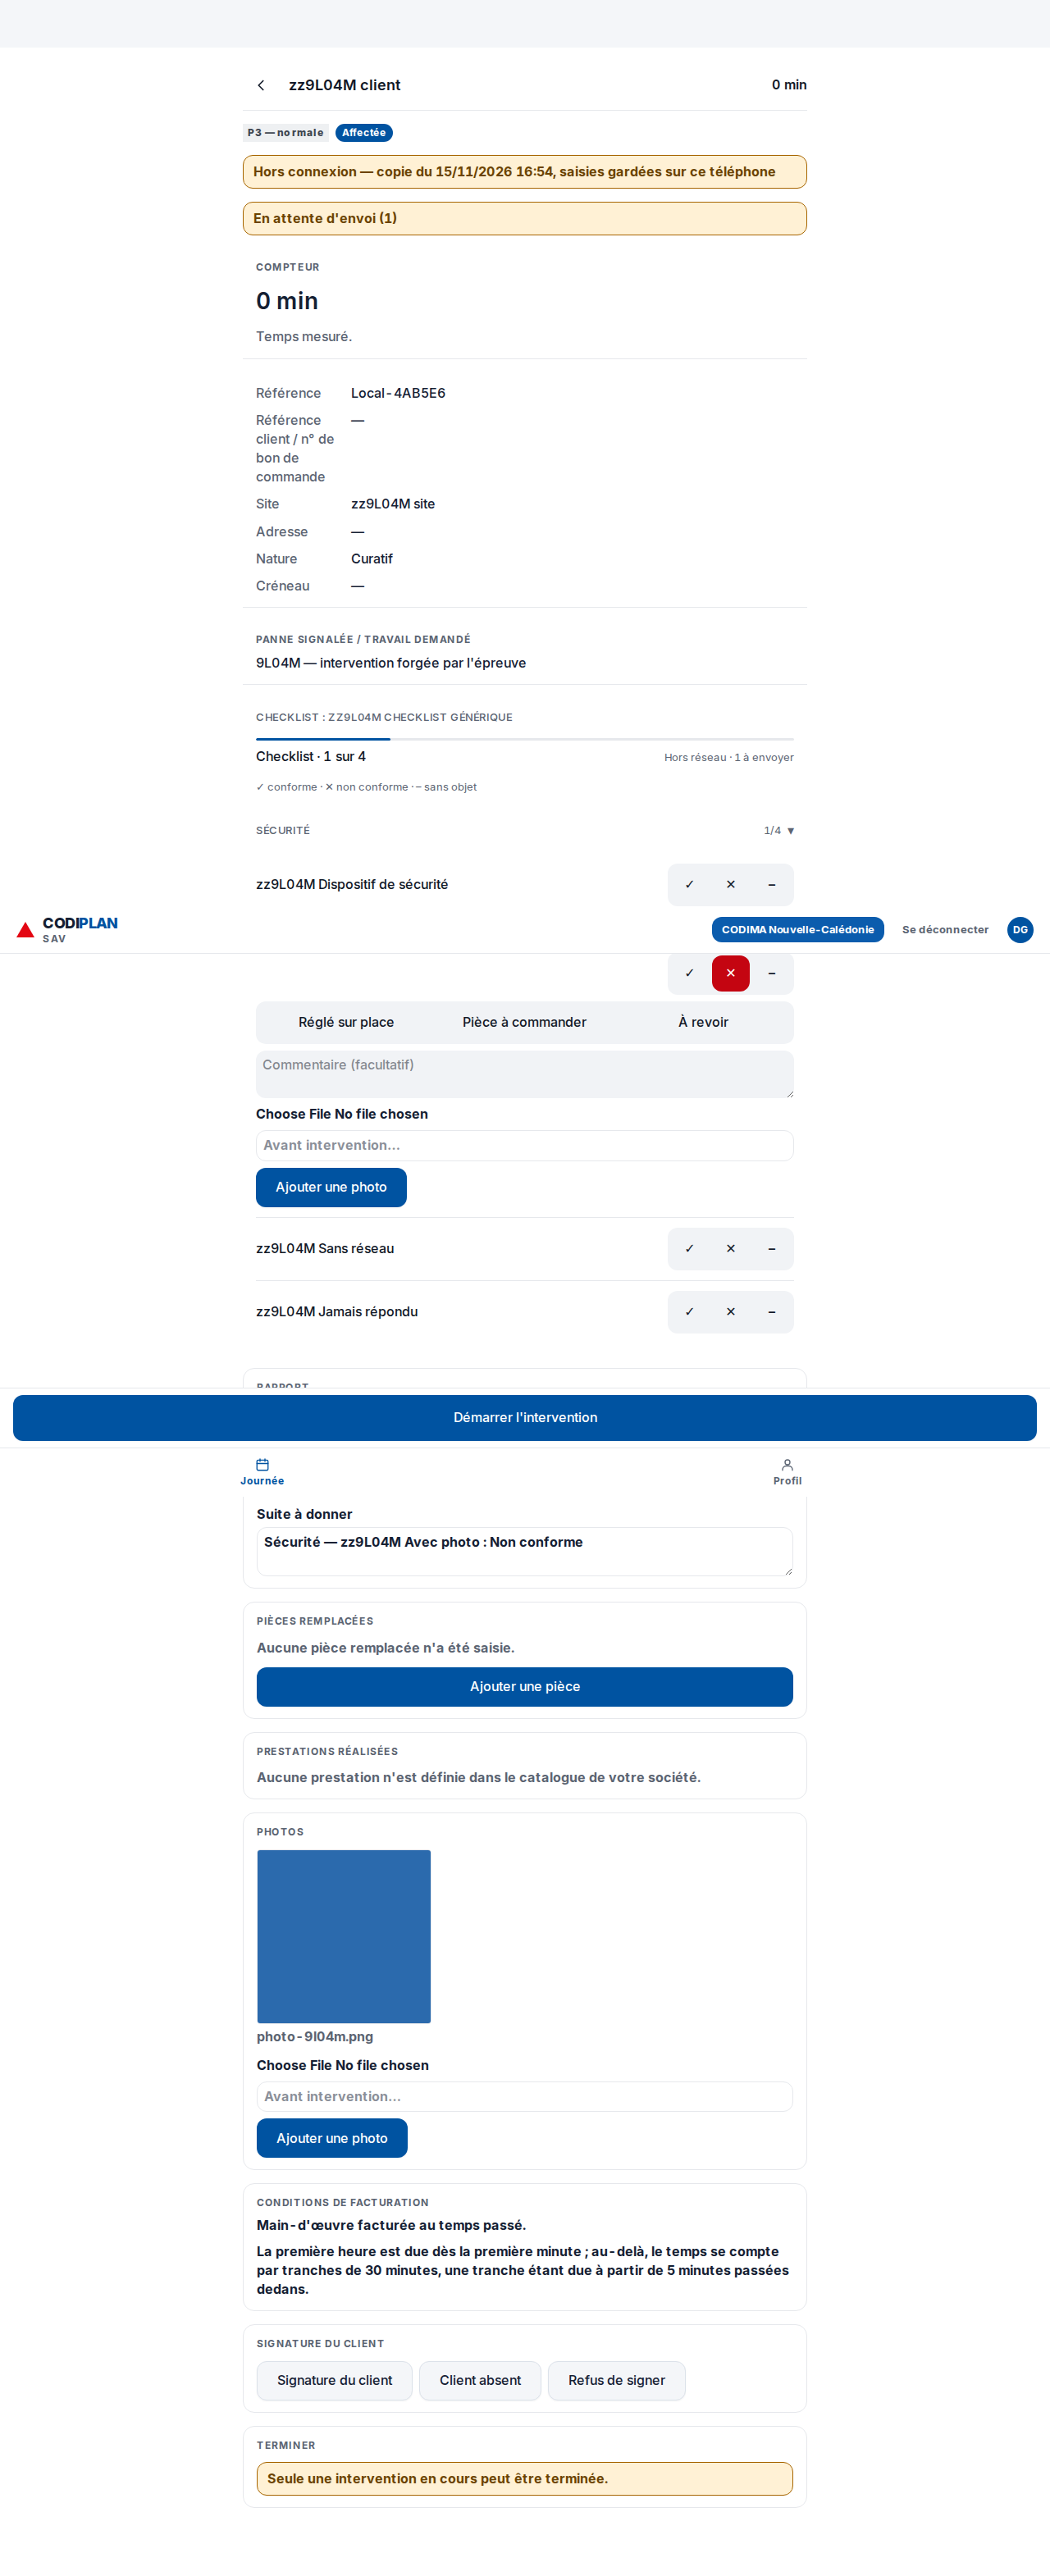 zz9L04M client
0 min
P3 — normale
Affectée
Hors connexion — copie du 15/11/2026 16:54, saisies gardées sur ce téléphone
En attente d'envoi (1)
COMPTEUR
0 min
Temps mesuré.
Référence
Local-4AB5E6
Référence
client / n° de
bon de
commande
—
Site
zz9L04M site
Adresse
—
Nature
Curatif
Créneau
—
PANNE SIGNALÉE / TRAVAIL DEMANDÉ
9L04M — intervention forgée par l'épreuve
CHECKLIST : ZZ9L04M CHECKLIST GÉNÉRIQUE
Checklist · 1 sur 4
Hors réseau · 1 à envoyer
✓ conforme · ✕ non conforme · – sans objet
SÉCURITÉ
1/4 ▼
zz9L04M Dispositif de sécurité
✓ ✕ –
CODIPLAN
SAV
CODIMA Nouvelle-Calédonie
Se déconnecter
DG
✓ ✕ –
Réglé sur place
Pièce à commander
À revoir
Commentaire (facultatif)
Choose File No file chosen
Avant intervention...
Ajouter une photo
zz9L04M Sans réseau
✓ ✕ –
zz9L04M Jamais répondu
✓ ✕ –
RAPPORT
Démarrer l'intervention
Journée
Profil
Suite à donner
Sécurité — zz9L04M Avec photo : Non conforme
PIÈCES REMPLACÉES
Aucune pièce remplacée n'a été saisie.
Ajouter une pièce
PRESTATIONS RÉALISÉES
Aucune prestation n'est définie dans le catalogue de votre société.
PHOTOS
photo-9l04m.png
Choose File No file chosen
Avant intervention...
Ajouter une photo
CONDITIONS DE FACTURATION
Main-d'œuvre facturée au temps passé.
La première heure est due dès la première minute ; au-delà, le temps se compte
par tranches de 30 minutes, une tranche étant due à partir de 5 minutes passées
dedans.
SIGNATURE DU CLIENT
Signature du client
Client absent
Refus de signer
TERMINER
Seule une intervention en cours peut être terminée.